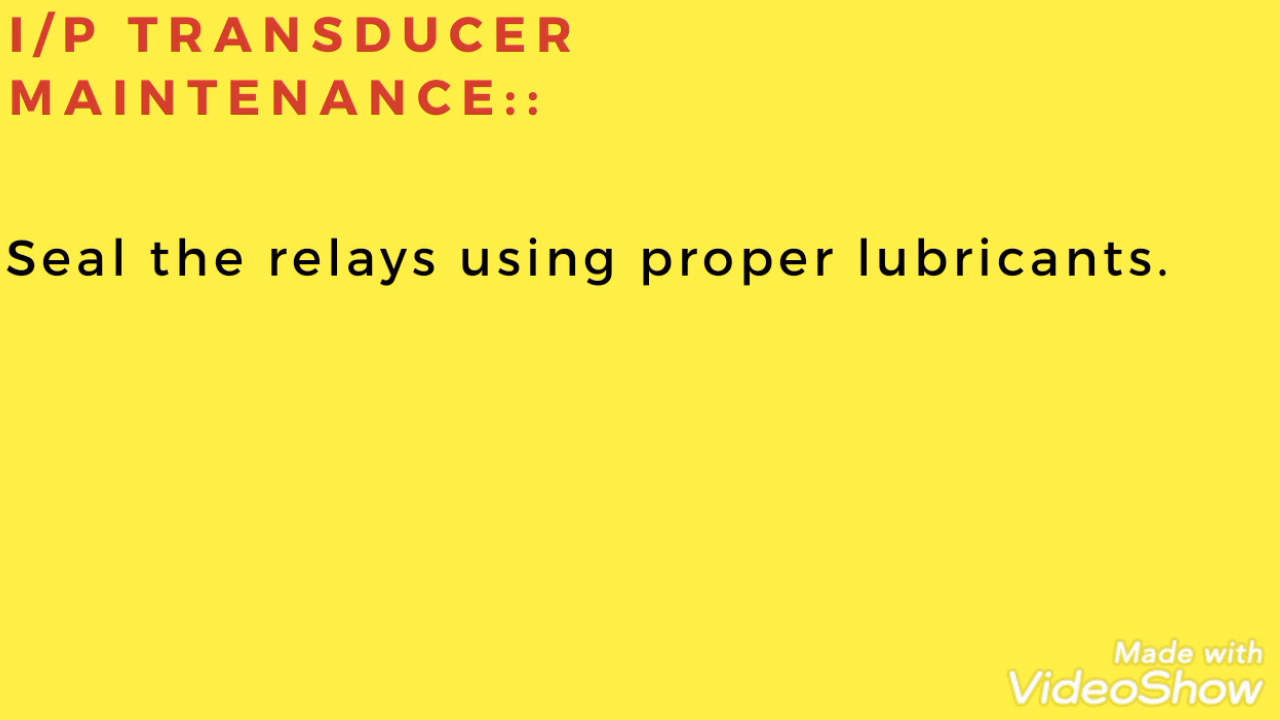 I/P TRANSDUCER
MAINTENANCE::
Seal the relays using proper lubricants.
Made with
VideoShow